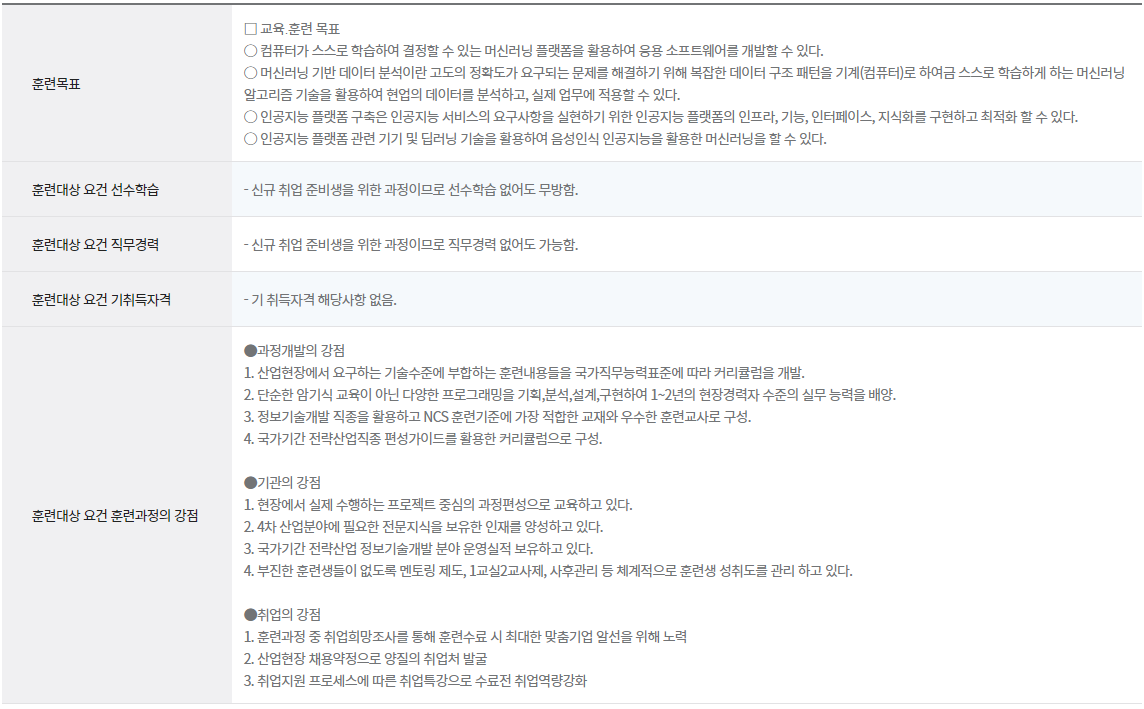 훈련목표
□ 교육.훈련 목표
○ 컴퓨터가 스스로 학습하여 결정할 수 있는 머신러닝 플랫폼을 활용하여 응용 소프트웨어를 개발할 수 있다.
○ 머신러닝 기반 데이터 분석이란 고도의 정확도가 요구되는 문제를 해결하기 위해 복잡한 데이터 구조 패턴을 기계(컴퓨터)로 하여금 스스로 학습하게 하는 머신러닝
알고리즘 기술을 활용하여 현업의 데이터를 분석하고, 실제 업무에 적용할 수 있다.
○ 인공지능 플랫폼 구축은 인공지능 서비스의 요구사항을 실현하기 위한 인공지능 플랫폼의 인프라, 기능, 인터페이스, 지식화를 구현하고 최적화 할 수 있다.
○ 인공지능 플랫폼 관련 기기 및 딥러닝 기술을 활용하여 음성인식 인공지능을 활용한 머신러닝을 할 수 있다.
훈련대상 요건 선수학습
- 신규 취업 준비생을 위한 과정이므로 선수학습 없어도 무방함.
훈련대상 요건 직무경력
- 신규 취업 준비생을 위한 과정이므로 직무경력 없어도 가능함.
훈련대상 요건 기취득자격
- 기 취득자격 해당사항 없음.
훈련대상 요건 훈련과정의 강점
●과정개발의 강점
1. 산업현장에서 요구하는 기술수준에 부합하는 훈련내용들을 국가직무능력표준에 따라 커리큘럼을 개발.
2. 단순한 암기식 교육이 아닌 다양한 프로그래밍을 기획,분석,설계,구현하여 1~2년의 현장경력자 수준의 실무 능력을 배양.
3. 정보기술개발 직종을 활용하고 NCS 훈련기준에 가장 적합한 교재와 우수한 훈련교사로 구성.
4. 국가기간 전략산업직종 편성가이드를 활용한 커리큘럼으로 구성.
●기관의 강점
1. 현장에서 실제 수행하는 프로젝트 중심의 과정편성으로 교육하고 있다.
2. 4차 산업분야에 필요한 전문지식을 보유한 인재를 양성하고 있다.
3. 국가기간 전략산업 정보기술개발 분야 운영실적 보유하고 있다.
4. 부진한 훈련생들이 없도록 멘토링 제도, 1교실2교사제, 사후관리 등 체계적으로 훈련생 성취도를 관리 하고 있다.
●취업의 강점
1. 훈련과정 중 취업희망조사를 통해 훈련수료 시 최대한 맞춤기업 알선을 위해 노력
2. 산업현장 채용약정으로 양질의 취업처 발굴
3. 취업지원 프로세스에 따른 취업특강으로 수료전 취업역량강화